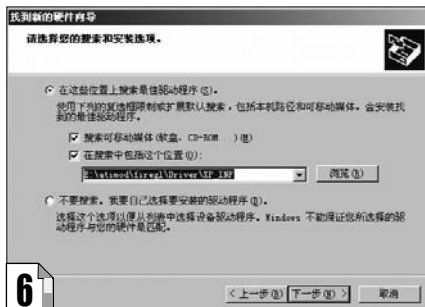 找到新的硬件向导
请选择您的搜索和安装选项。
在这些位置上搜索最佳驱动程序(S)。
使用下列的复选框限制或扩展默认搜索，包括本机路径和可移动媒体。会安装找
到的最佳驱动程序。
搜索可移动媒体(软盘、CD-ROM...)(M)
在搜索中包括这个位置(O):
E:\atimod\firegl\Driver\XP_INF
浏览(R)
不要搜索。我要自己选择要安装的驱动程序(D)。
选择这个选项以便从列表中选择设备驱动程序。Windows 不能保证您所选择的驱
动程序与您的硬件最匹配。
6
<上一步(B) 下一步(N)> 取消